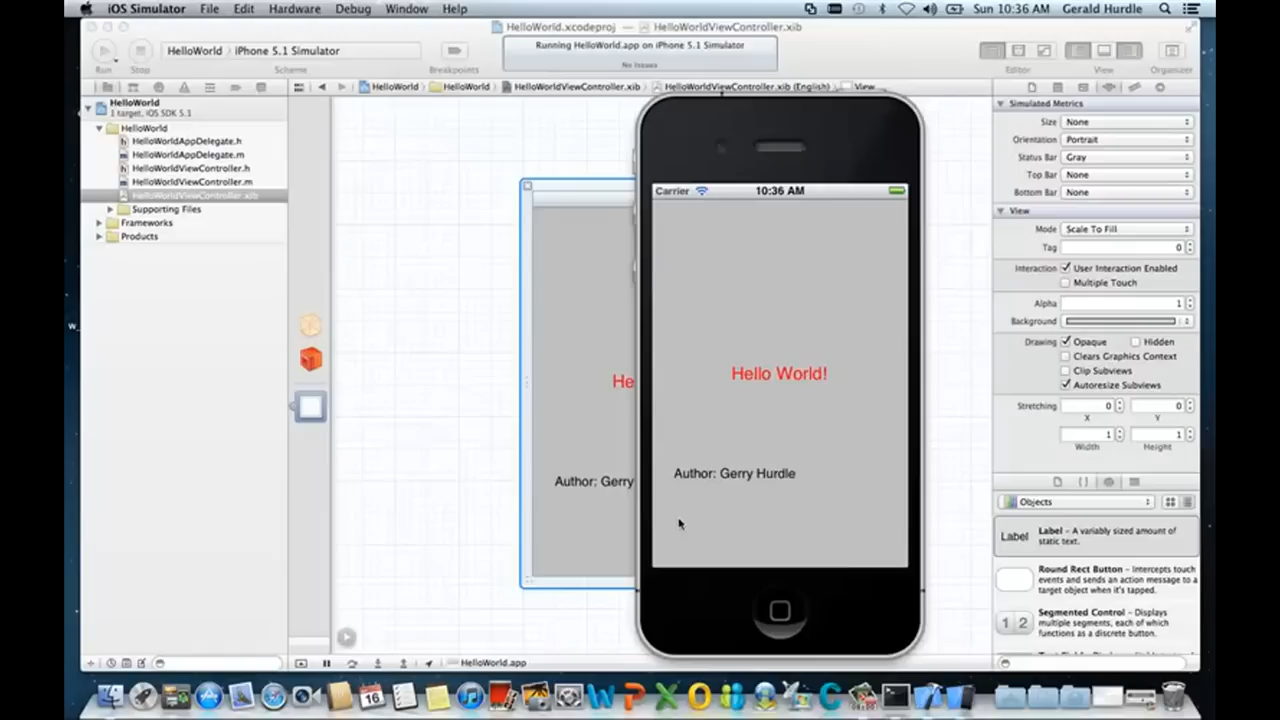 iOS Simulator File Edit Hardware Debug Window Help Sun 10:36 AM Gerald Hurdle
HelloWorld.xcodeproj — HelloWorldViewController.xib
HelloWorld iPhone 5.1 Simulator
Running HelloWorld.app on iPhone 5.1 Simulator
No Issues
Run Stop Scheme Breakpoints Editor View Organizer
HelloWorld HelloWorld HelloWorldViewController.xib HelloWorldViewController.xib (English) View
HelloWorld
1 target, iOS SDK 5.1
HelloWorld
HelloWorldAppDelegate.h
HelloWorldAppDelegate.m
HelloWorldViewController.h
HelloWorldViewController.m
HelloWorldViewController.xib
Supporting Files
Frameworks
Products
He
Author: Gerry
Carrier 10:36 AM
Hello World!
Author: Gerry Hurdle
Simulated Metrics
Size None
Orientation Portrait
Status Bar Gray
Top Bar None
Bottom Bar None
View
Mode Scale To Fill
Tag 0
Interaction User Interaction Enabled
Multiple Touch
Alpha 1
Background
Drawing Opaque Hidden
Clears Graphics Context
Clip Subviews
Autoresize Subviews
Stretching 0 0
X Y
1 1
Width Height
Objects
Label Label – A variably sized amount of
static text.
Round Rect Button – Intercepts touch
events and sends an action message to a
target object when it's tapped.
1 2 Segmented Control – Displays
multiple segments, each of which
functions as a discrete button.
HelloWorld.app
16